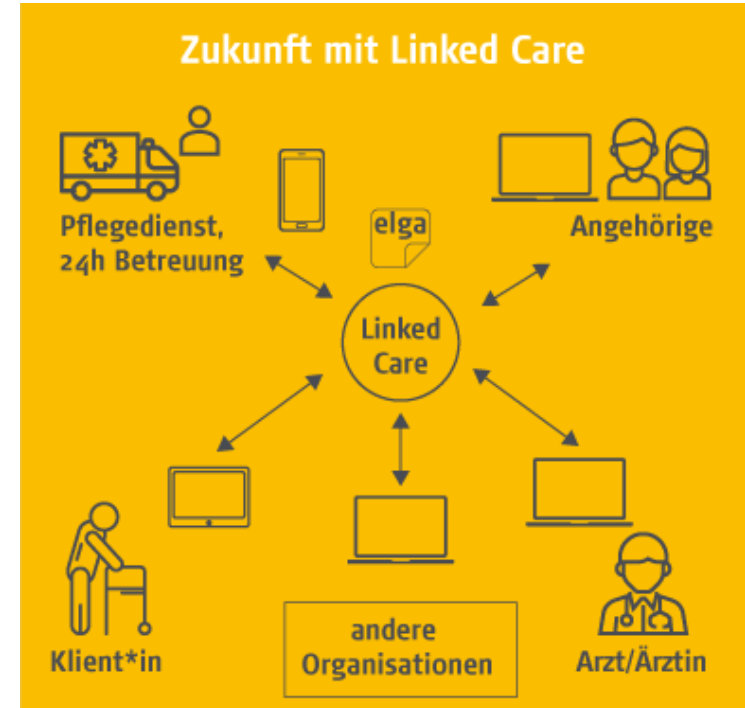 Zukunft mit Linked Care
Pflegedienst,
24h Betreuung
elga
Angehörige
Linked
Care
Klient*in
andere
Organisationen
Arzt/Ärztin